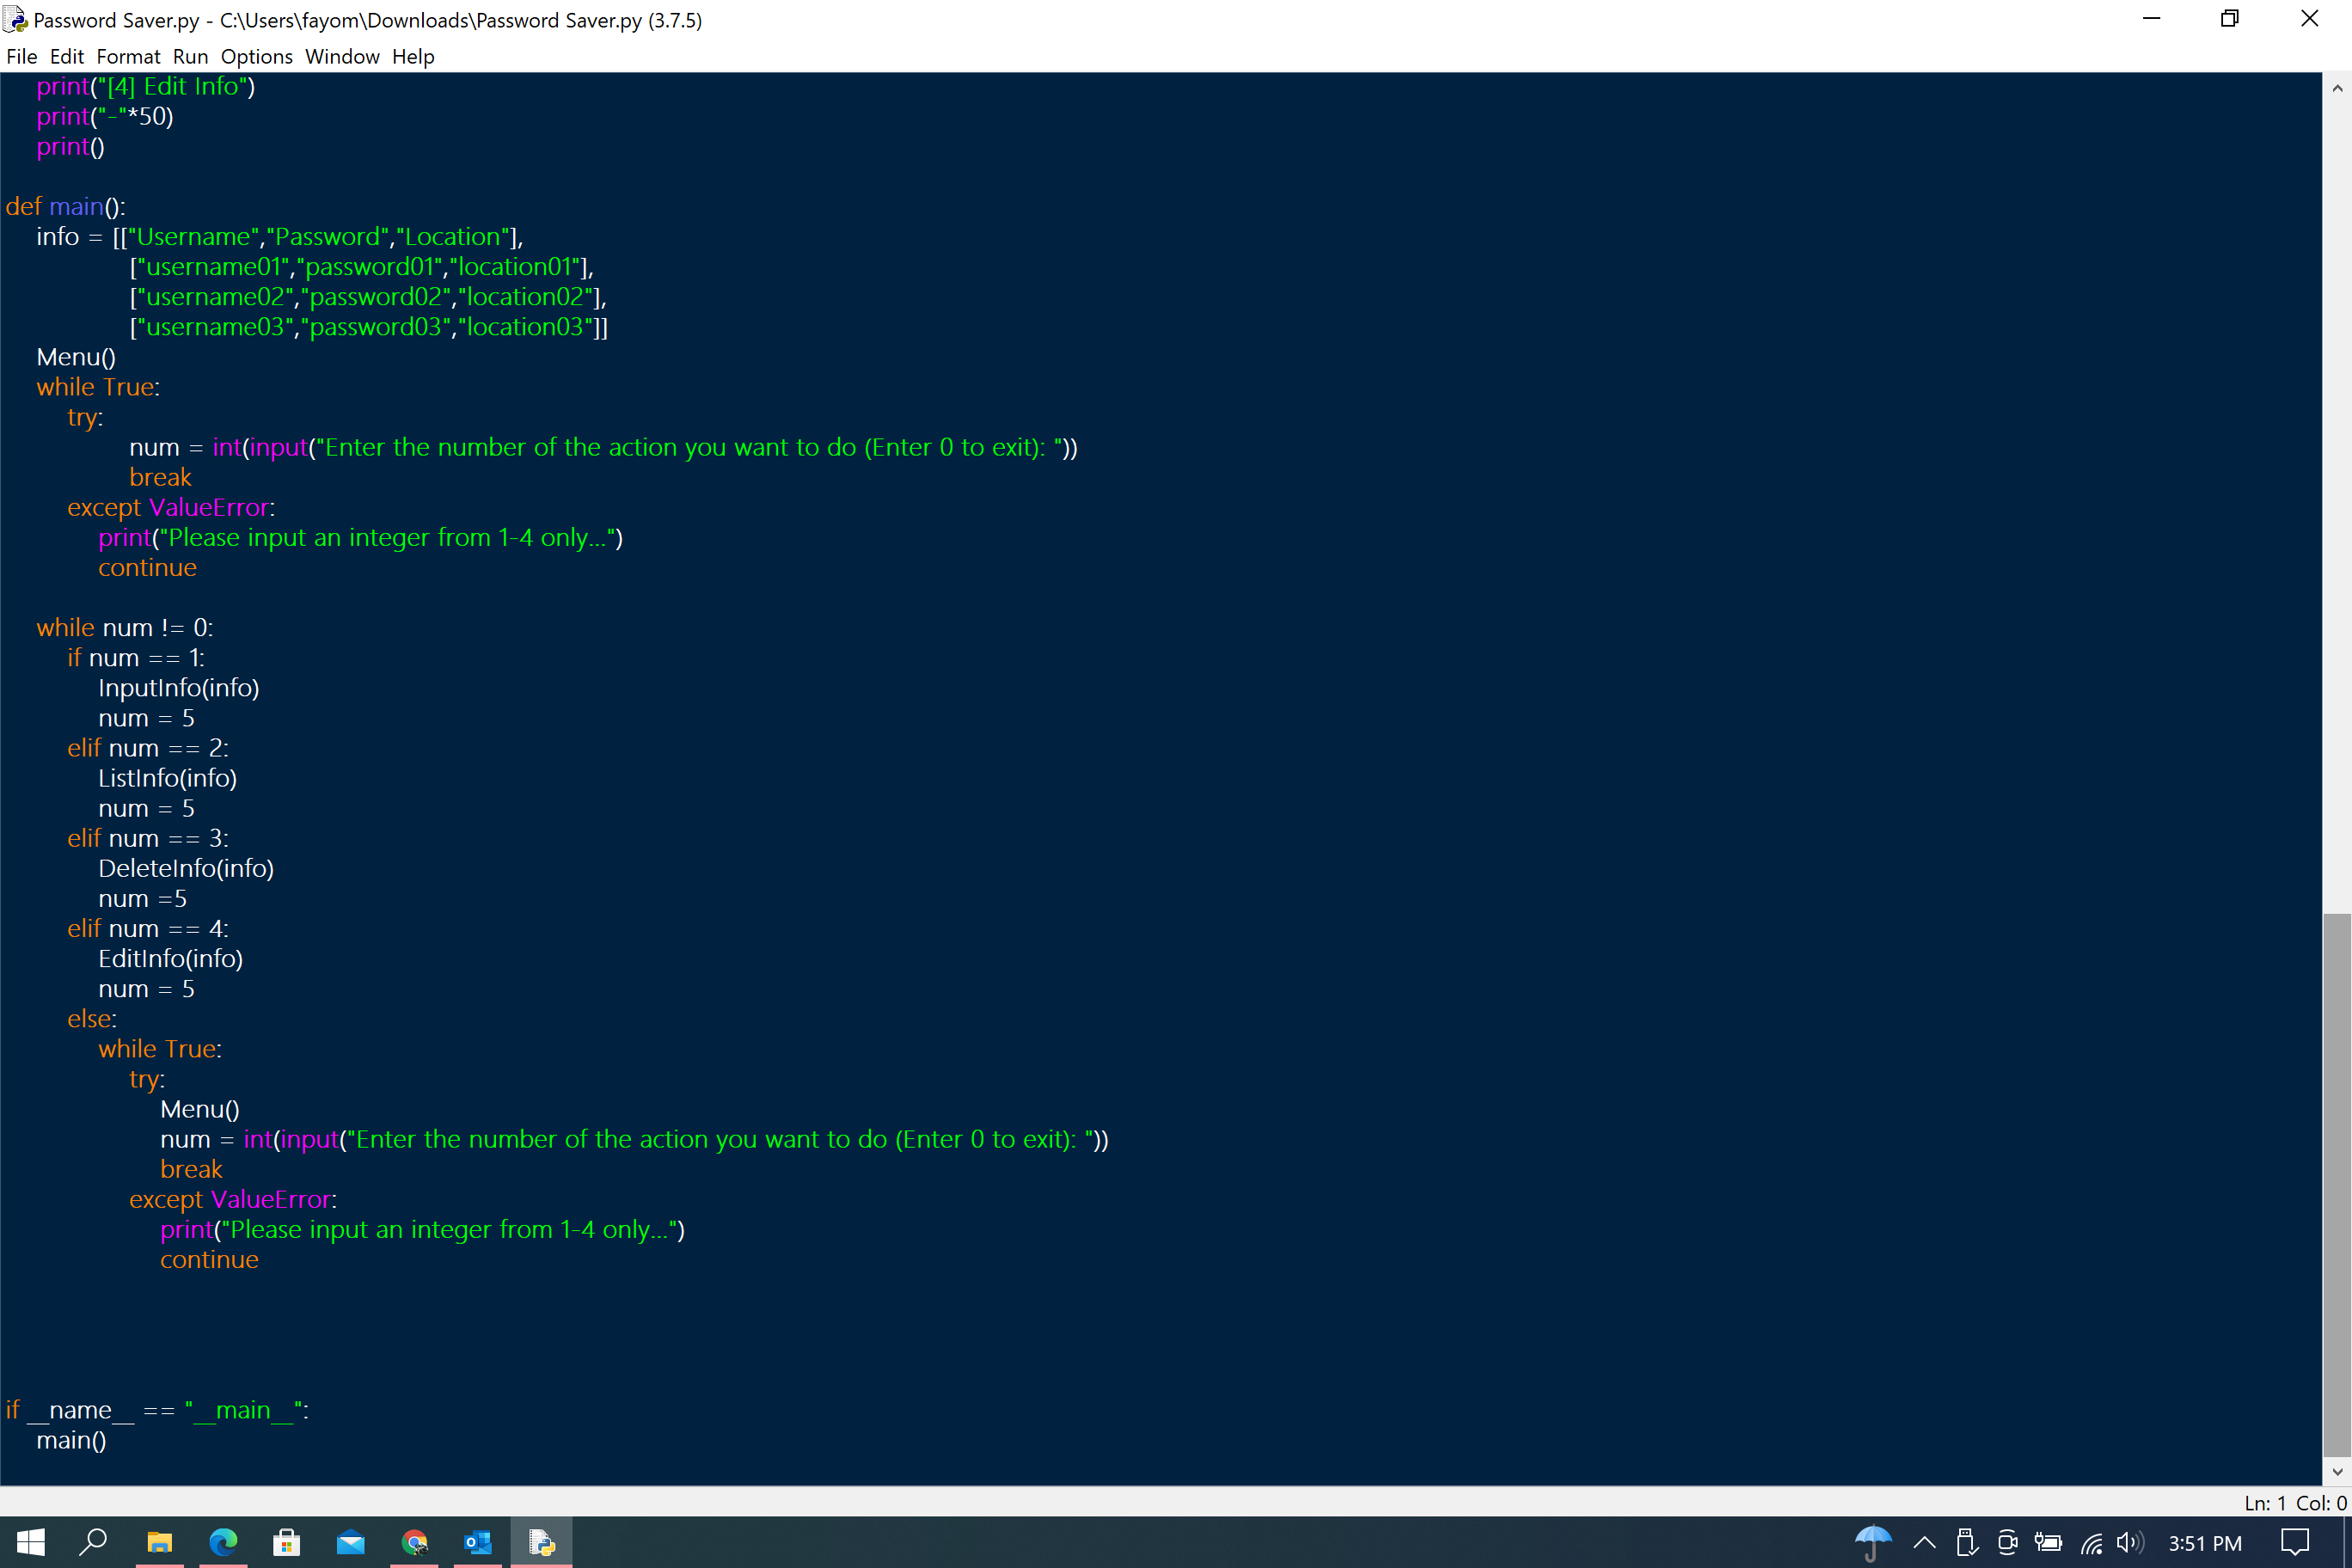 Password Saver.py - C:\Users\fayom\Downloads\Password Saver.py (3.7.5)
File Edit Format Run Options Window Help
    print("[4] Edit Info")
    print("-"*50)
    print()

def main():
    info = [["Username","Password","Location"],
                ["username01","password01","location01"],
                ["username02","password02","location02"],
                ["username03","password03","location03"]]
    Menu()
    while True:
        try:
                num = int(input("Enter the number of the action you want to do (Enter 0 to exit): "))
                break
        except ValueError:
            print("Please input an integer from 1-4 only...")
            continue

    while num != 0:
        if num == 1:
            InputInfo(info)
            num = 5
        elif num == 2:
            ListInfo(info)
            num = 5
        elif num == 3:
            DeleteInfo(info)
            num =5
        elif num == 4:
            EditInfo(info)
            num = 5
        else:
            while True:
                try:
                    Menu()
                    num = int(input("Enter the number of the action you want to do (Enter 0 to exit): "))
                    break
                except ValueError:
                    print("Please input an integer from 1-4 only...")
                    continue

if __name__ == "__main__":
    main()
Ln: 1 Col: 0
3:51 PM